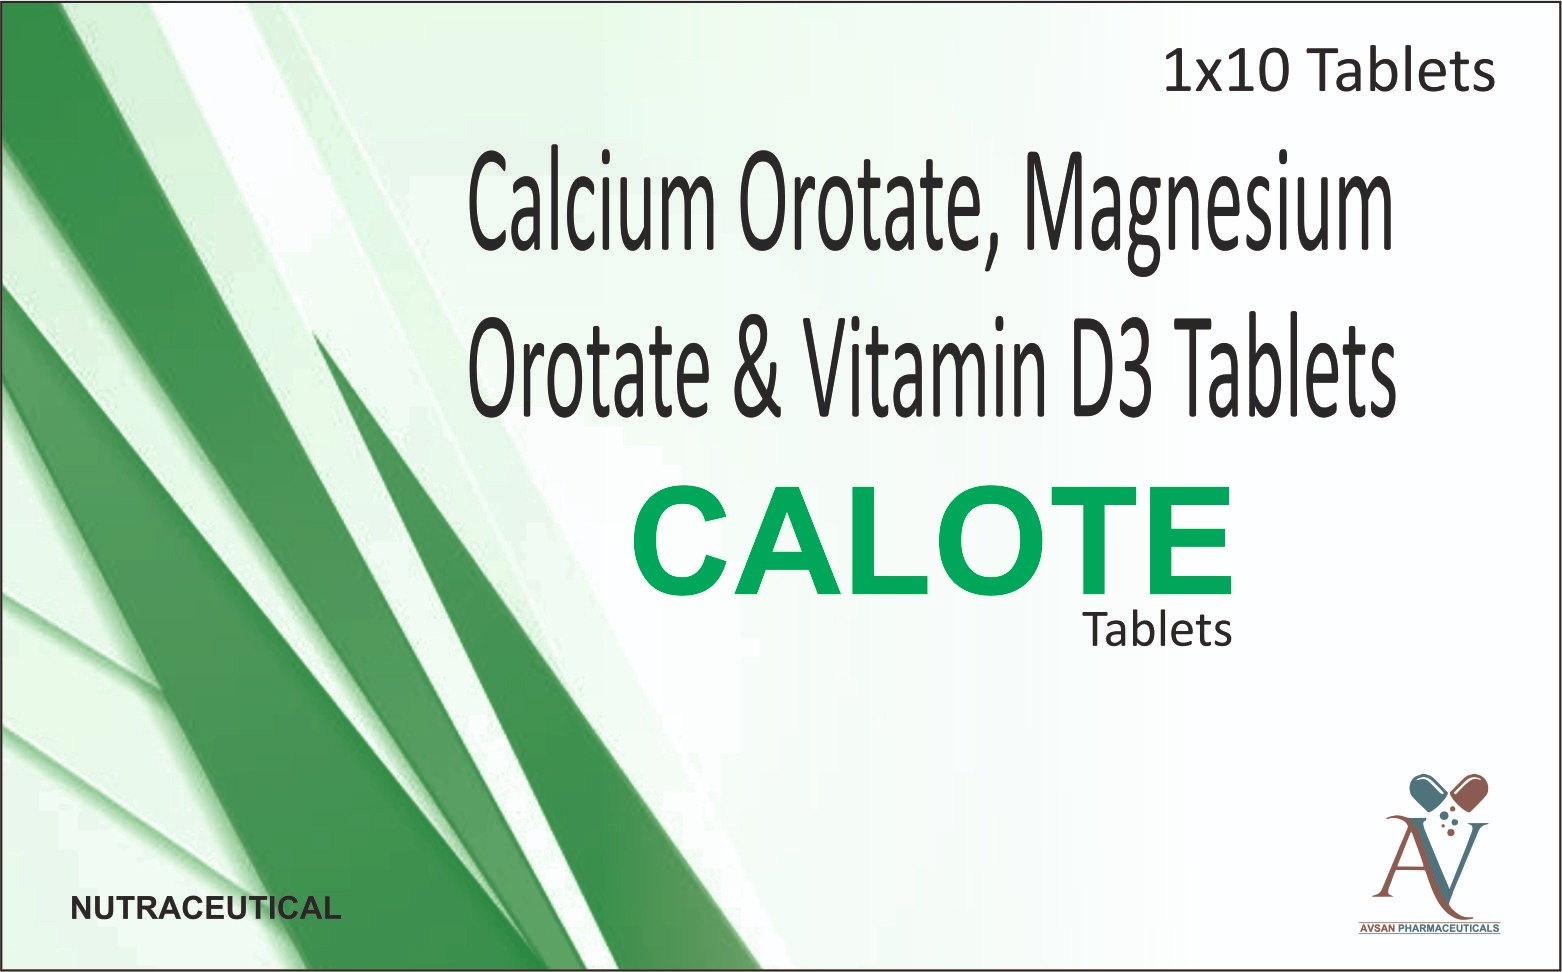 1x10 Tablets
Calcium Orotate, Magnesium
Orotate & Vitamin D3 Tablets
CALOTE
Tablets
NUTRACEUTICAL
AV
AVSAN PHARMACEUTICALS